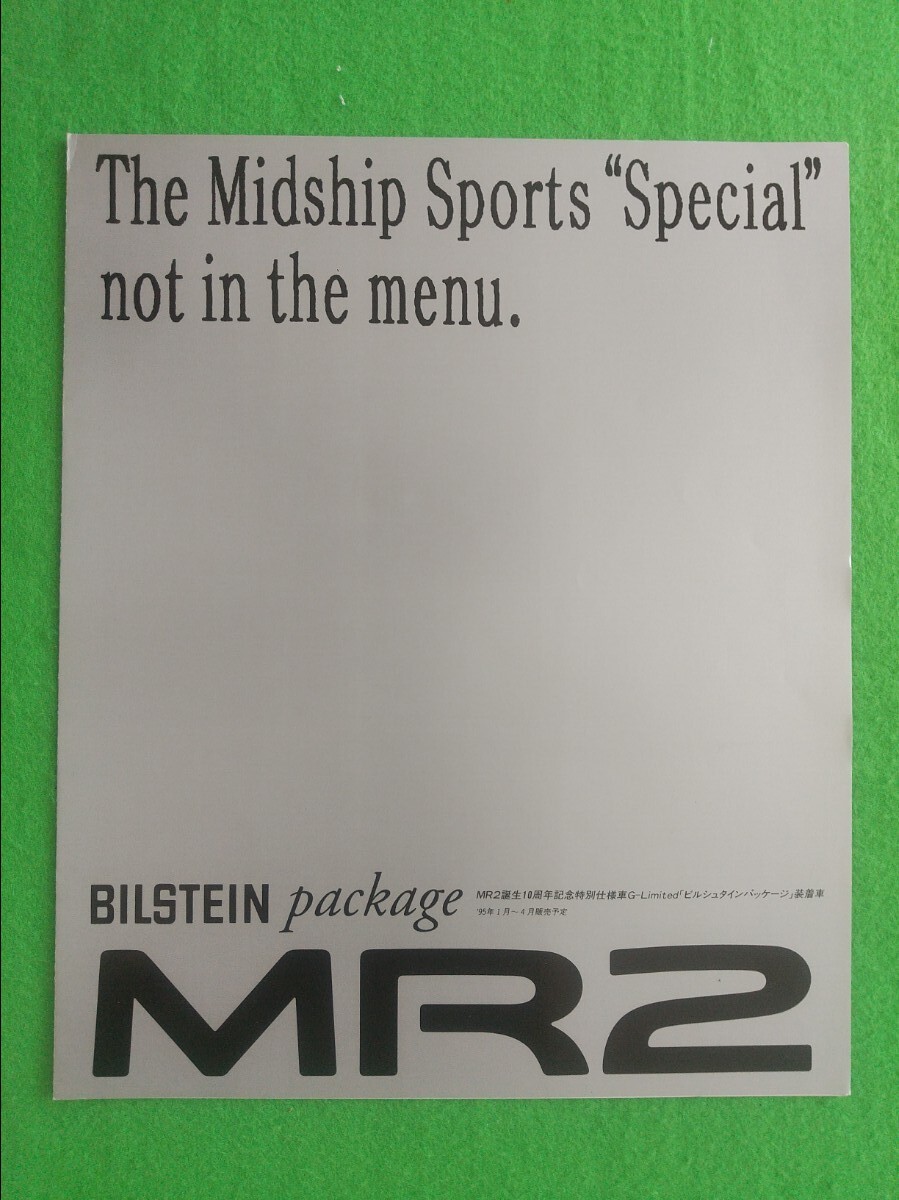 The Midship Sports “Special”
not in the menu.
BILSTEIN package MR2誕生10周年記念特別仕様車G-Limited「ビルシュタインパッケージ」装着車
'95年1月～4月販売予定
MR2